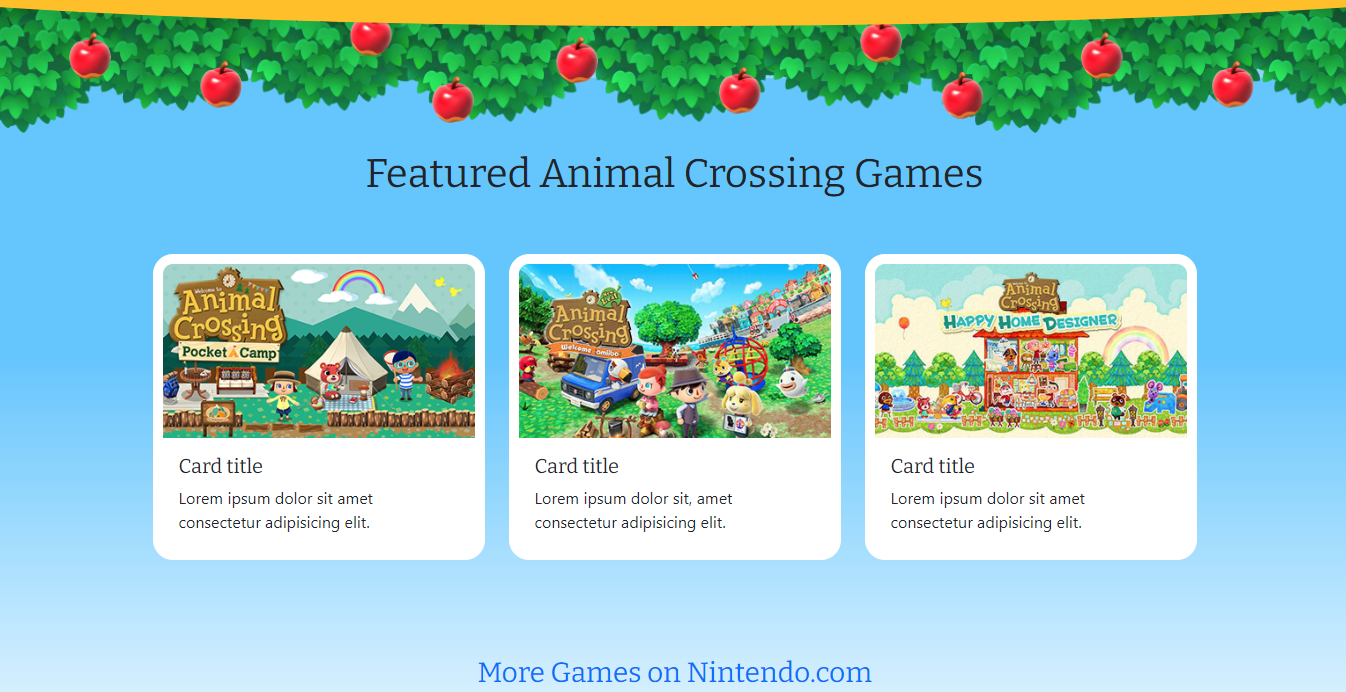 Featured Animal Crossing Games
Welcome to
Animal
Crossing
Pocket Camp
Animal
Crossing
new leaf
Welcome amiibo
Animal
Crossing
Happy Home Designer
Card title
Lorem ipsum dolor sit amet
consectetur adipisicing elit.
Card title
Lorem ipsum dolor sit, amet
consectetur adipisicing elit.
Card title
Lorem ipsum dolor sit amet
consectetur adipisicing elit.
More Games on Nintendo.com